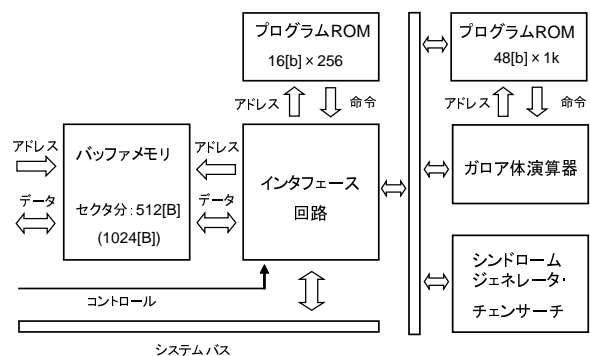 プログラムROM
16[b]×256
プログラムROM
48[b]×1k
アドレス
命令
アドレス
命令
アドレス
バッファメモリ
アドレス
インタフェース
回路
ガロア体演算器
データ
セクタ分:512[B]
(1024[B])
データ
シンドローム
ジェネレータ・
チェンサーチ
コントロール
システムバス